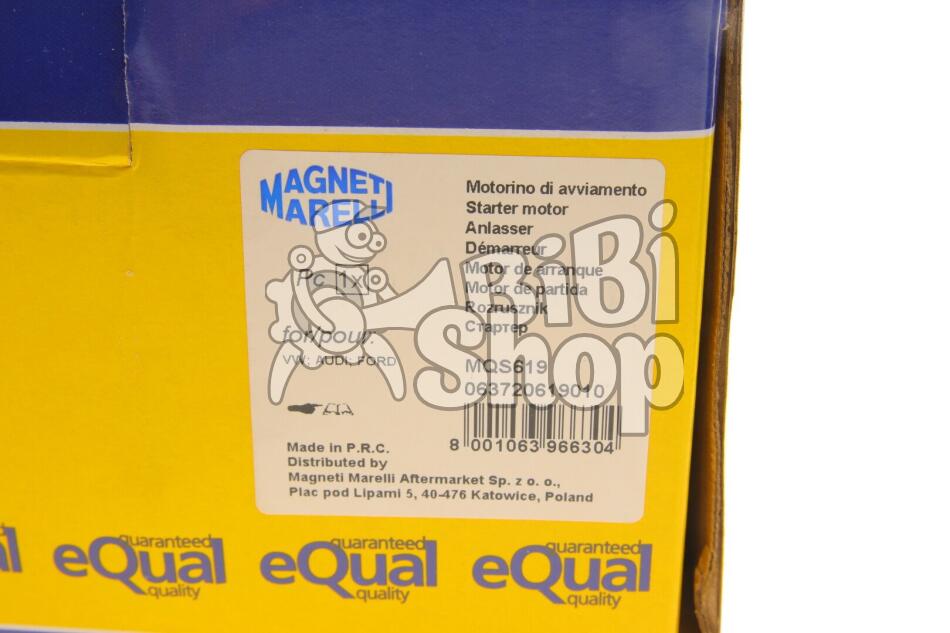 MAGNETI
MARELLI
Motorino di avviamento
Starter motor
Anlasser
Démarreur
Motor de arranque
Motor de partida
Rozrusznik
Стартер
Pc 1x
for/pour:
VW; AUDI; FORD
MQS619
063720619010
8 001063 966304
Made in P.R.C.
Distributed by
Magneti Marelli Aftermarket Sp. z o. o.,
Plac pod Lipami 5, 40-476 Katowice, Poland
BiBi
Shop
guaranteed
eQual
quality
guaranteed
eQual
quality
guaranteed
eQual
quality